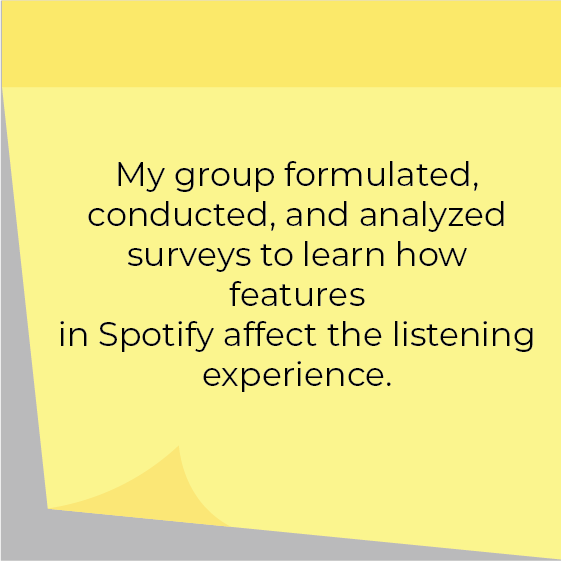 My group formulated,
conducted, and analyzed
surveys to learn how
features
in Spotify affect the listening
experience.